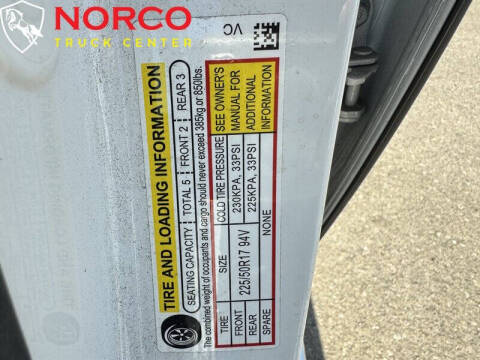 NORCO
TRUCK CENTER
VC
TIRE AND LOADING INFORMATION
SEATING CAPACITY TOTAL 5 FRONT 2 REAR 3
The combined weight of occupants and cargo should never exceed 385kg or 850lbs.
TIRE SIZE COLD TIRE PRESSURE SEE OWNER'S
FRONT 225/50R17 94V 230KPA, 33PSI MANUAL FOR
REAR 225KPA, 33PSI ADDITIONAL
SPARE NONE INFORMATION